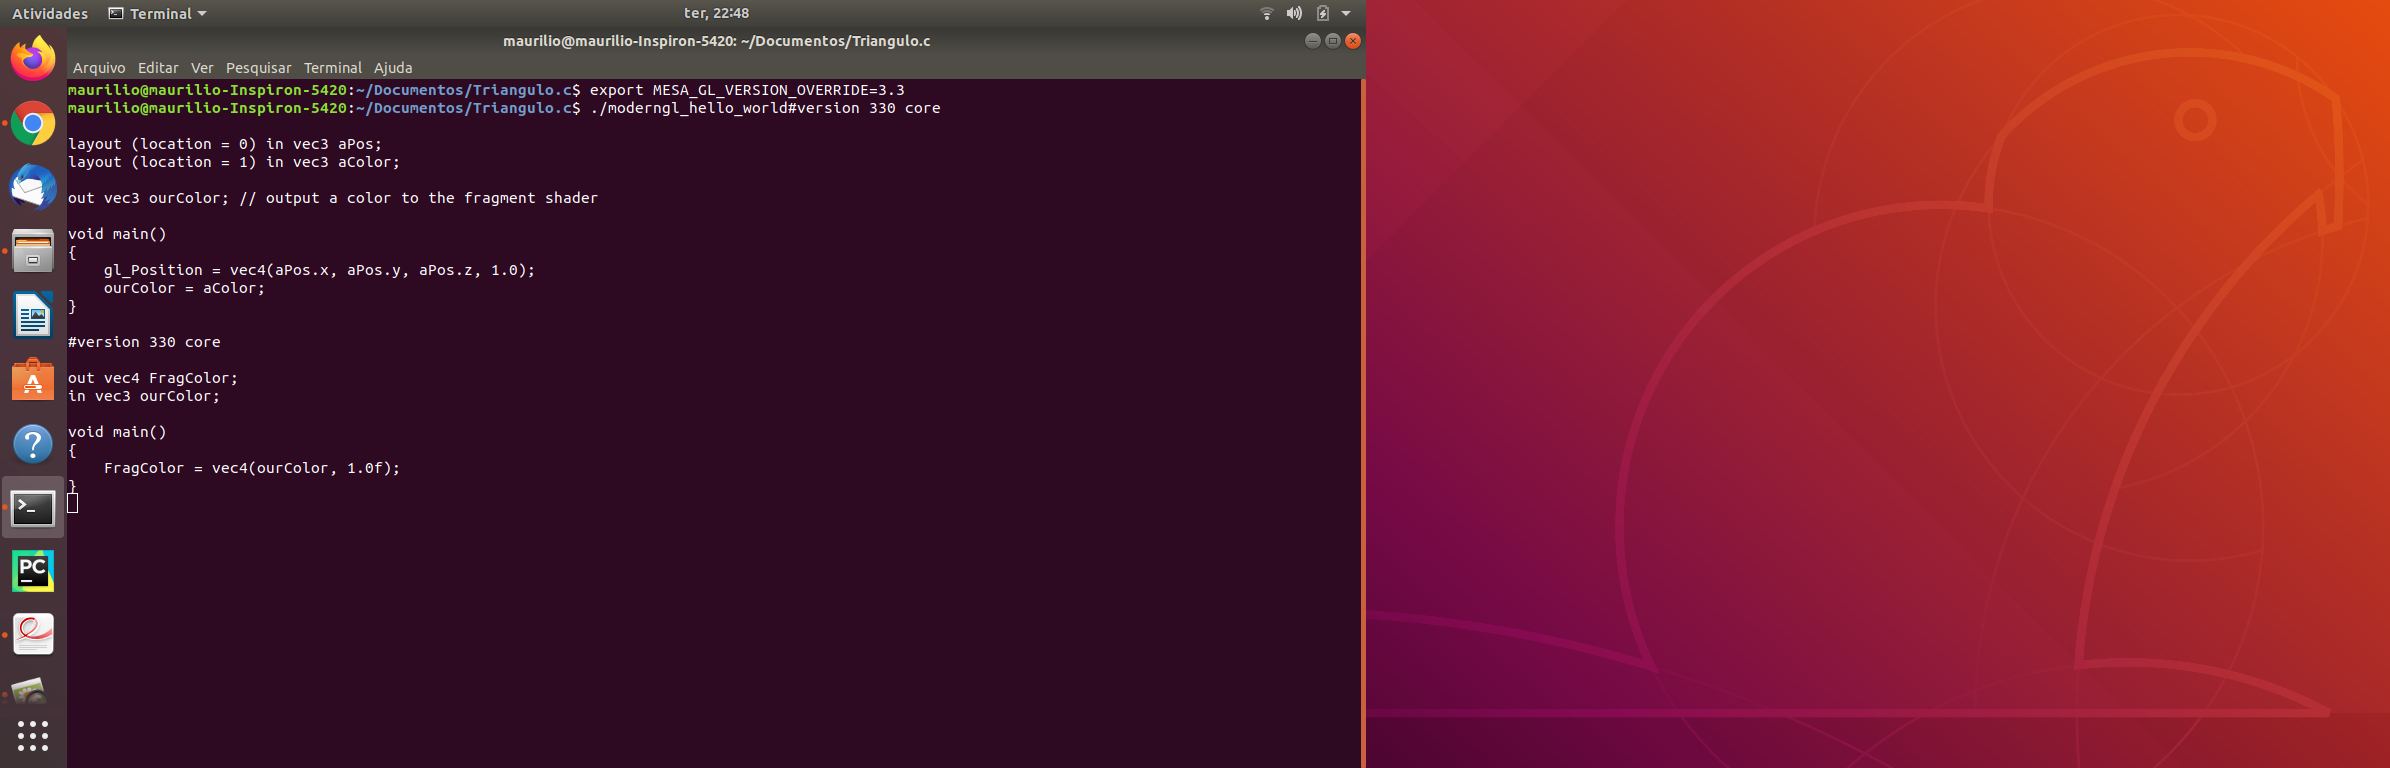 Atividades Terminal ter, 22:48
maurilio@maurilio-Inspiron-5420: ~/Documentos/Triangulo.c
Arquivo Editar Ver Pesquisar Terminal Ajuda
maurilio@maurilio-Inspiron-5420:~/Documentos/Triangulo.c$ export MESA_GL_VERSION_OVERRIDE=3.3
maurilio@maurilio-Inspiron-5420:~/Documentos/Triangulo.c$ ./moderngl_hello_world#version 330 core
layout (location = 0) in vec3 aPos;
layout (location = 1) in vec3 aColor;
out vec3 ourColor; // output a color to the fragment shader
void main()
{
    gl_Position = vec4(aPos.x, aPos.y, aPos.z, 1.0);
    ourColor = aColor;
}
#version 330 core
out vec4 FragColor;
in vec3 ourColor;
void main()
{
    FragColor = vec4(ourColor, 1.0f);
}
PC